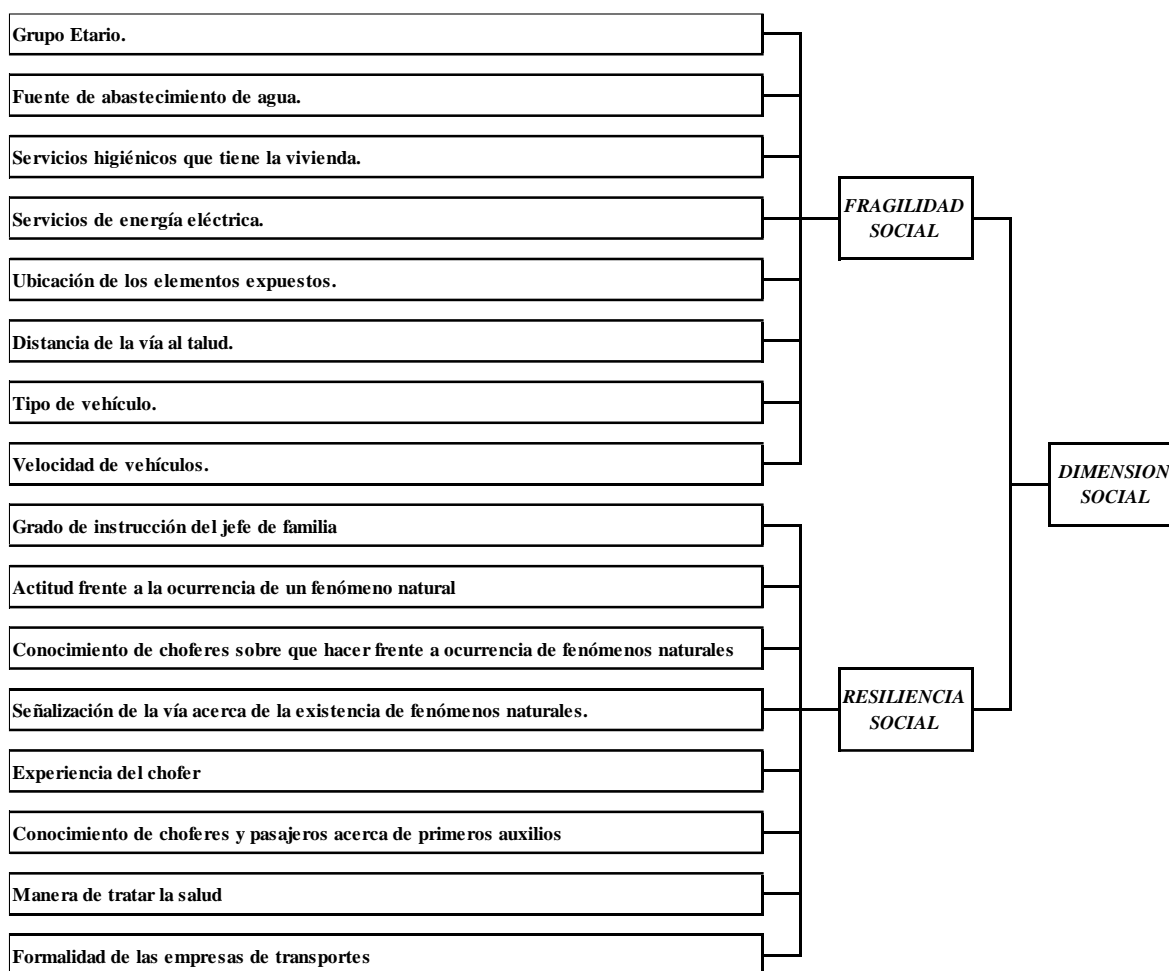 Grupo Etario.
Fuente de abastecimiento de agua.
Servicios higiénicos que tiene la vivienda.
Servicios de energía eléctrica.
Ubicación de los elementos expuestos.
Distancia de la vía al talud.
Tipo de vehículo.
Velocidad de vehículos.
FRAGILIDAD
SOCIAL
Grado de instrucción del jefe de familia
Actitud frente a la ocurrencia de un fenómeno natural
Conocimiento de choferes sobre que hacer frente a ocurrencia de fenómenos naturales
Señalización de la vía acerca de la existencia de fenómenos naturales.
Experiencia del chofer
Conocimiento de choferes y pasajeros acerca de primeros auxilios
Manera de tratar la salud
Formalidad de las empresas de transportes
RESILIENCIA
SOCIAL
DIMENSION
SOCIAL